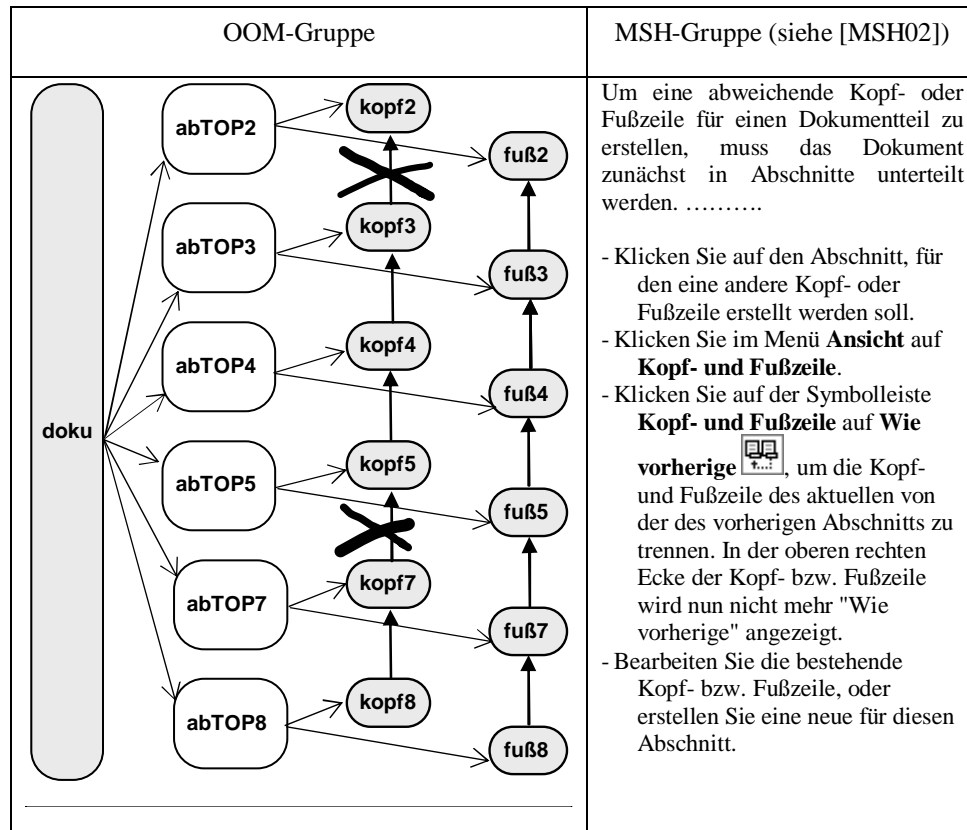 OOM-Gruppe
MSH-Gruppe (siehe [MSH02])
doku
abTOP2
kopf2
fuß2
abTOP3
kopf3
fuß3
abTOP4
kopf4
fuß4
abTOP5
kopf5
fuß5
abTOP7
kopf7
fuß7
abTOP8
kopf8
fuß8
Um eine abweichende Kopf- oder
Fußzeile für einen Dokumentteil zu
erstellen, muss das Dokument
zunächst in Abschnitte unterteilt
werden. ……….
- Klicken Sie auf den Abschnitt, für
den eine andere Kopf- oder
Fußzeile erstellt werden soll.
- Klicken Sie im Menü Ansicht auf
Kopf- und Fußzeile.
- Klicken Sie auf der Symbolleiste
Kopf- und Fußzeile auf Wie
vorherige , um die Kopf-
und Fußzeile des aktuellen von
der des vorherigen Abschnitts zu
trennen. In der oberen rechten
Ecke der Kopf- bzw. Fußzeile
wird nun nicht mehr "Wie
vorherige" angezeigt.
- Bearbeiten Sie die bestehende
Kopf- bzw. Fußzeile, oder
erstellen Sie eine neue für diesen
Abschnitt.